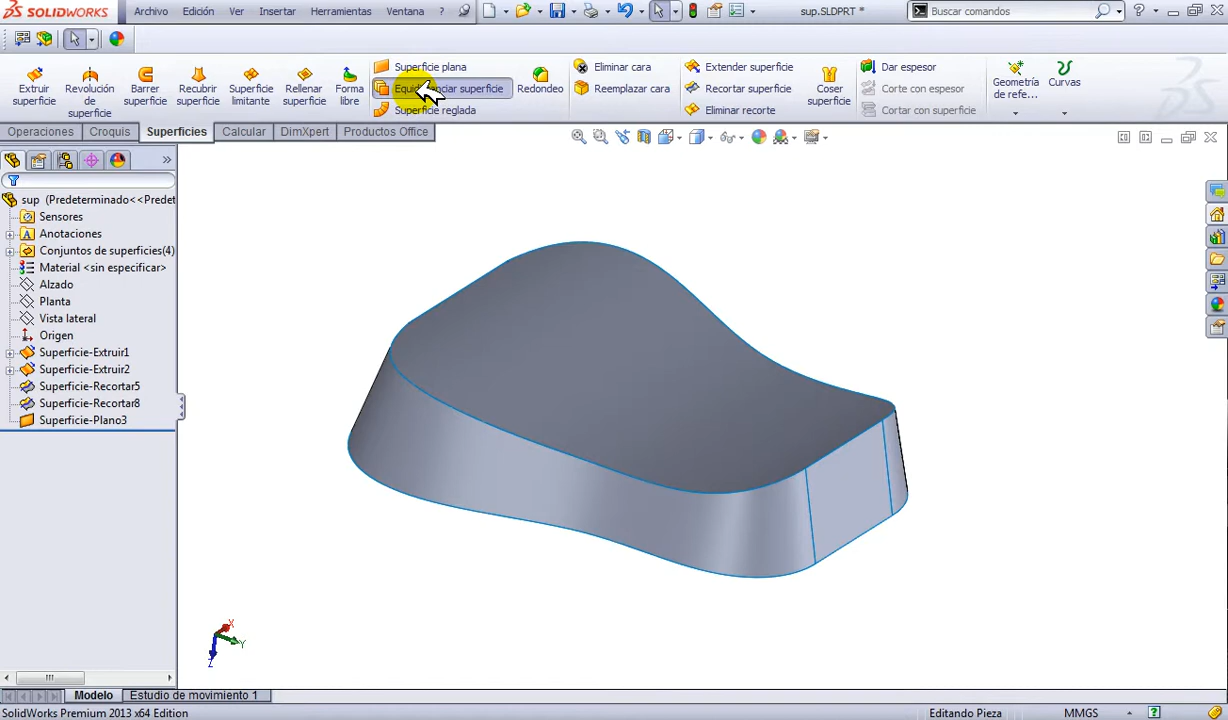 SOLIDWORKS Archivo Edición Ver Insertar Herramientas Ventana ? sup.SLDPRT * Buscar comandos ?
Extruir superficie
Revolución de superficie
Barrer superficie
Recubrir superficie
Superficie limitante
Rellenar superficie
Forma libre
Superficie plana
Superficie reglada
Redondeo
Eliminar cara
Reemplazar cara
Extender superficie
Recortar superficie
Eliminar recorte
Coser superficie
Dar espesor
Corte con espesor
Cortar con superficie
Geometría de refe...
Curvas
Operaciones Croquis Superficies Calcular DimXpert Productos Office
sup (Predeterminado<<Predet
Sensores
Anotaciones
Conjuntos de superficies(4)
Material <sin especificar>
Alzado
Planta
Vista lateral
Origen
Superficie-Extruir1
Superficie-Extruir2
Superficie-Recortar5
Superficie-Recortar8
Superficie-Plano3
X
Y
Z
Modelo Estudio de movimiento 1
SolidWorks Premium 2013 x64 Edition Editando Pieza MMGS